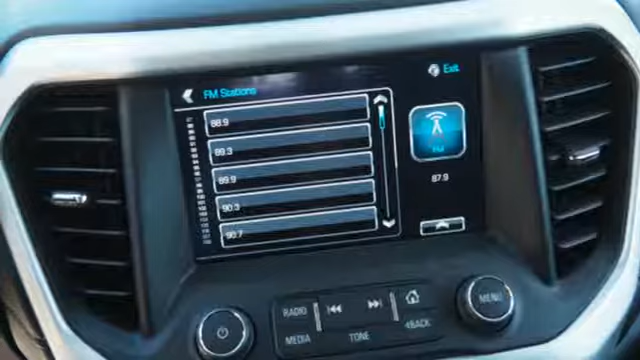 FM Stations
Exit
88.9
89.3
89.9
90.3
90.7
FM
87.9
RADIO
MEDIA
TONE
BACK
MENU